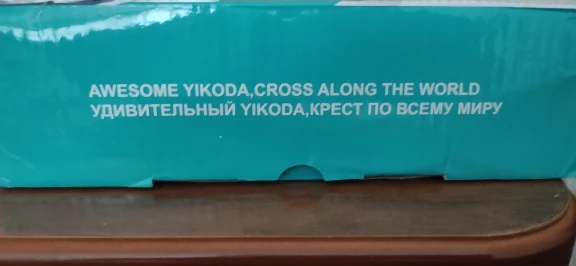 AWESOME YIKODA,CROSS ALONG THE WORLD
УДИВИТЕЛЬНЫЙ YIKODA,КРЕСТ ПО ВСЕМУ МИРУ